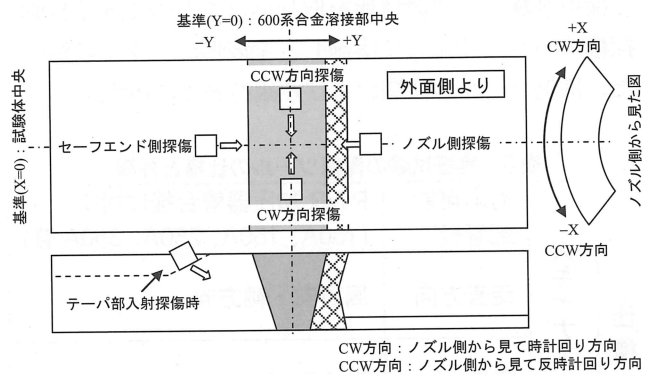 基準(Y=0)：600系合金溶接部中央
−Y
+Y
+X
CW方向
CCW方向探傷
外面側より
基準(X=0)：試験体中央
セーフエンド側探傷
ノズル側探傷
ノズル側から見た図
CW方向探傷
−X
CCW方向
テーパ部入射探傷時
CW方向：ノズル側から見て時計回り方向
CCW方向：ノズル側から見て反時計回り方向